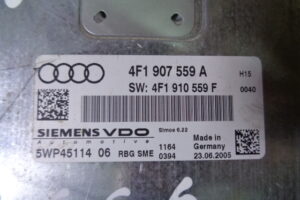 4F1 907 559 A
H15
SW: 4F1 910 559 F
0040
SIEMENS VDO
Automotive
Simos 6.22
5WP45114 06
RBG SME
1164
0394
Made in
Germany
23.06.2005